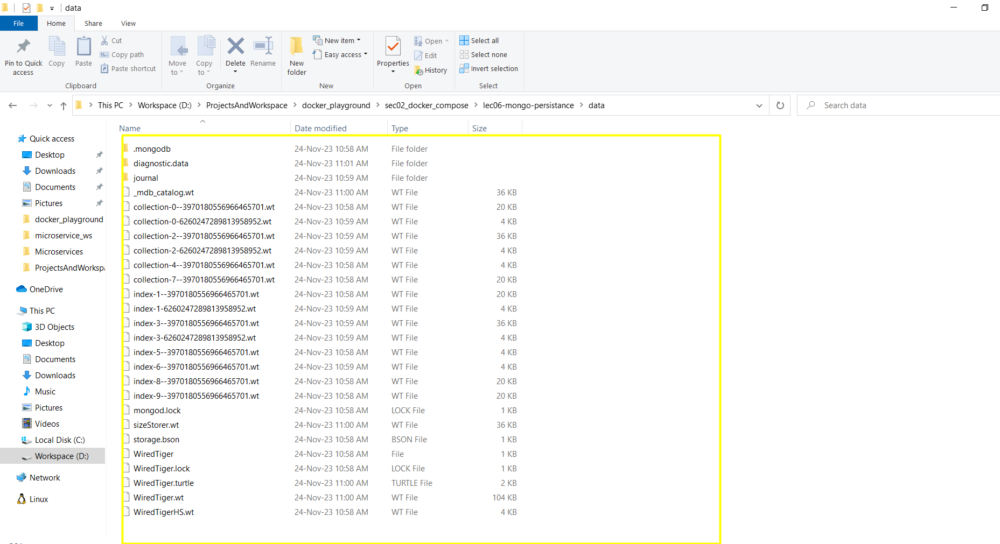 data
File Home Share View
Pin to Quick access
Copy
Paste
Cut
Copy path
Paste shortcut
Clipboard
Move to
Copy to
Delete
Rename
Organize
New folder
New item
Easy access
New
Properties
Open
Edit
History
Open
Select all
Select none
Invert selection
Select
This PC > Workspace (D:) > ProjectsAndWorkspace > docker_playground > sec02_docker_compose > lec06-mongo-persistance > data
Search data
Quick access
Desktop
Downloads
Documents
Pictures
docker_playground
microservice_ws
Microservices
ProjectsAndWorksp
OneDrive
This PC
3D Objects
Desktop
Documents
Downloads
Music
Pictures
Videos
Local Disk (C:)
Workspace (D:)
Network
Linux
Name Date modified Type Size
.mongodb 24-Nov-23 10:58 AM File folder
diagnostic.data 24-Nov-23 11:01 AM File folder
journal 24-Nov-23 10:59 AM File folder
_mdb_catalog.wt 24-Nov-23 11:00 AM WT File 36 KB
collection-0--3970180556966465701.wt 24-Nov-23 10:58 AM WT File 20 KB
collection-0-6260247289813958952.wt 24-Nov-23 10:59 AM WT File 4 KB
collection-2--3970180556966465701.wt 24-Nov-23 10:59 AM WT File 36 KB
collection-2-6260247289813958952.wt 24-Nov-23 10:59 AM WT File 4 KB
collection-4--3970180556966465701.wt 24-Nov-23 10:58 AM WT File 4 KB
collection-7--3970180556966465701.wt 24-Nov-23 10:58 AM WT File 20 KB
index-1--3970180556966465701.wt 24-Nov-23 10:58 AM WT File 20 KB
index-1-6260247289813958952.wt 24-Nov-23 10:59 AM WT File 4 KB
index-3--3970180556966465701.wt 24-Nov-23 10:59 AM WT File 36 KB
index-3-6260247289813958952.wt 24-Nov-23 10:59 AM WT File 4 KB
index-5--3970180556966465701.wt 24-Nov-23 10:58 AM WT File 4 KB
index-6--3970180556966465701.wt 24-Nov-23 10:59 AM WT File 4 KB
index-8--3970180556966465701.wt 24-Nov-23 10:58 AM WT File 20 KB
index-9--3970180556966465701.wt 24-Nov-23 10:58 AM WT File 20 KB
mongod.lock 24-Nov-23 10:58 AM LOCK File 1 KB
sizeStorer.wt 24-Nov-23 11:00 AM WT File 36 KB
storage.bson 24-Nov-23 10:58 AM BSON File 1 KB
WiredTiger 24-Nov-23 10:58 AM File 1 KB
WiredTiger.lock 24-Nov-23 10:58 AM LOCK File 1 KB
WiredTiger.turtle 24-Nov-23 11:00 AM TURTLE File 2 KB
WiredTiger.wt 24-Nov-23 11:00 AM WT File 104 KB
WiredTigerHS.wt 24-Nov-23 10:58 AM WT File 4 KB